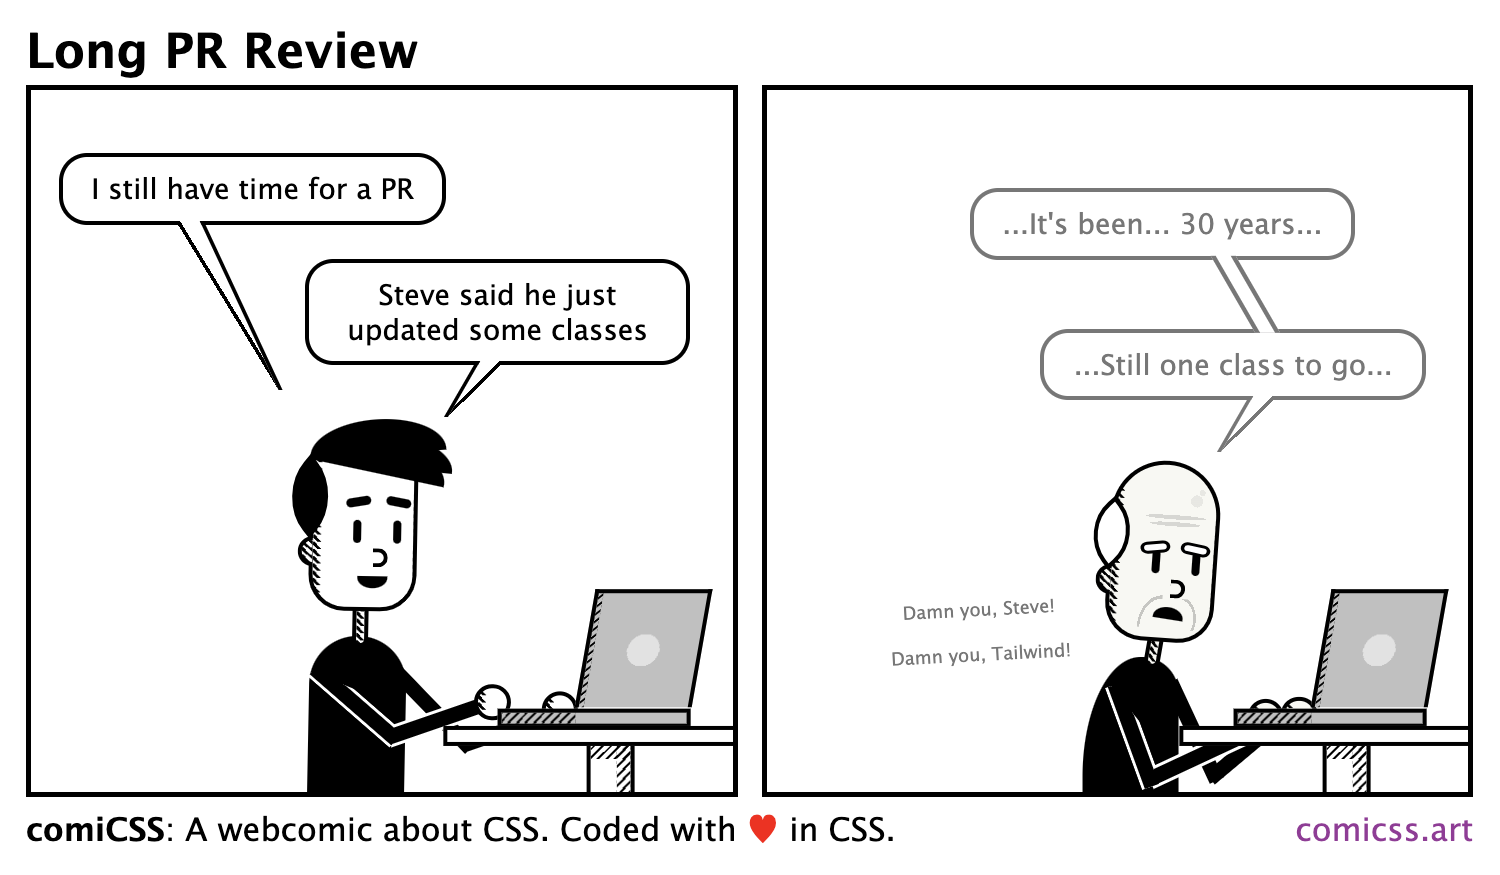 Long PR Review
I still have time for a PR
Steve said he just
updated some classes
...It's been... 30 years...
...Still one class to go...
Damn you, Steve!
Damn you, Tailwind!
comiCSS: A webcomic about CSS. Coded with ♥ in CSS.
comicss.art